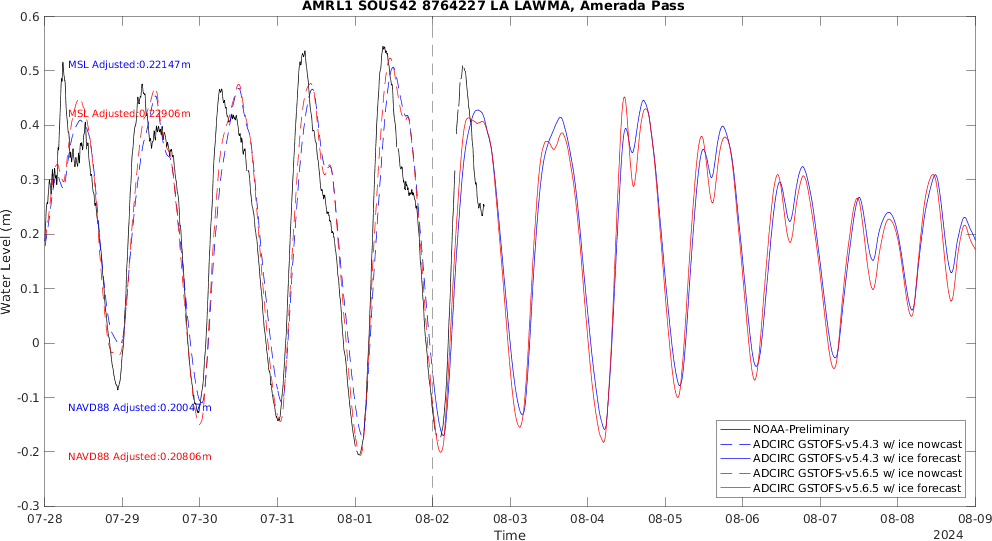 AMRL1 SOUS42 8764227 LA LAWMA, Amerada Pass
0.6
0.5
0.4
0.3
0.2
0.1
0
-0.1
-0.2
-0.3
Water Level (m)
MSL Adjusted:0.22147m
MSL Adjusted:0.22906m
NAVD88 Adjusted:0.20047m
NAVD88 Adjusted:0.20806m
NOAA-Preliminary
ADCIRC GSTOFS-v5.4.3 w/ ice nowcast
ADCIRC GSTOFS-v5.4.3 w/ ice forecast
ADCIRC GSTOFS-v5.6.5 w/ ice nowcast
ADCIRC GSTOFS-v5.6.5 w/ ice forecast
07-28 07-29 07-30 07-31 08-01 08-02 08-03 08-04 08-05 08-06 08-07 08-08 08-09
Time
2024